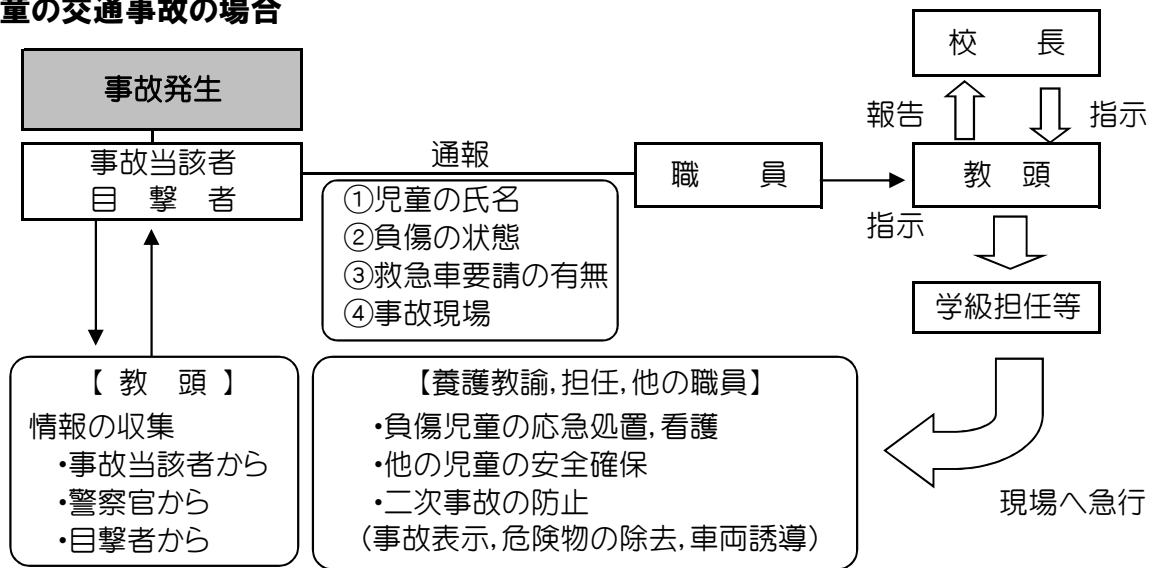 童の交通事故の場合
事故発生
事故当該者
目 撃 者
通報
①児童の氏名
②負傷の状態
③救急車要請の有無
④事故現場
職 員
校 長
報告
指示
教 頭
指示
学級担任等
現場へ急行
【 教 頭 】
情報の収集
・事故当該者から
・警察官から
・目撃者から
【養護教諭,担任,他の職員】
・負傷児童の応急処置,看護
・他の児童の安全確保
・二次事故の防止
(事故表示,危険物の除去,車両誘導)